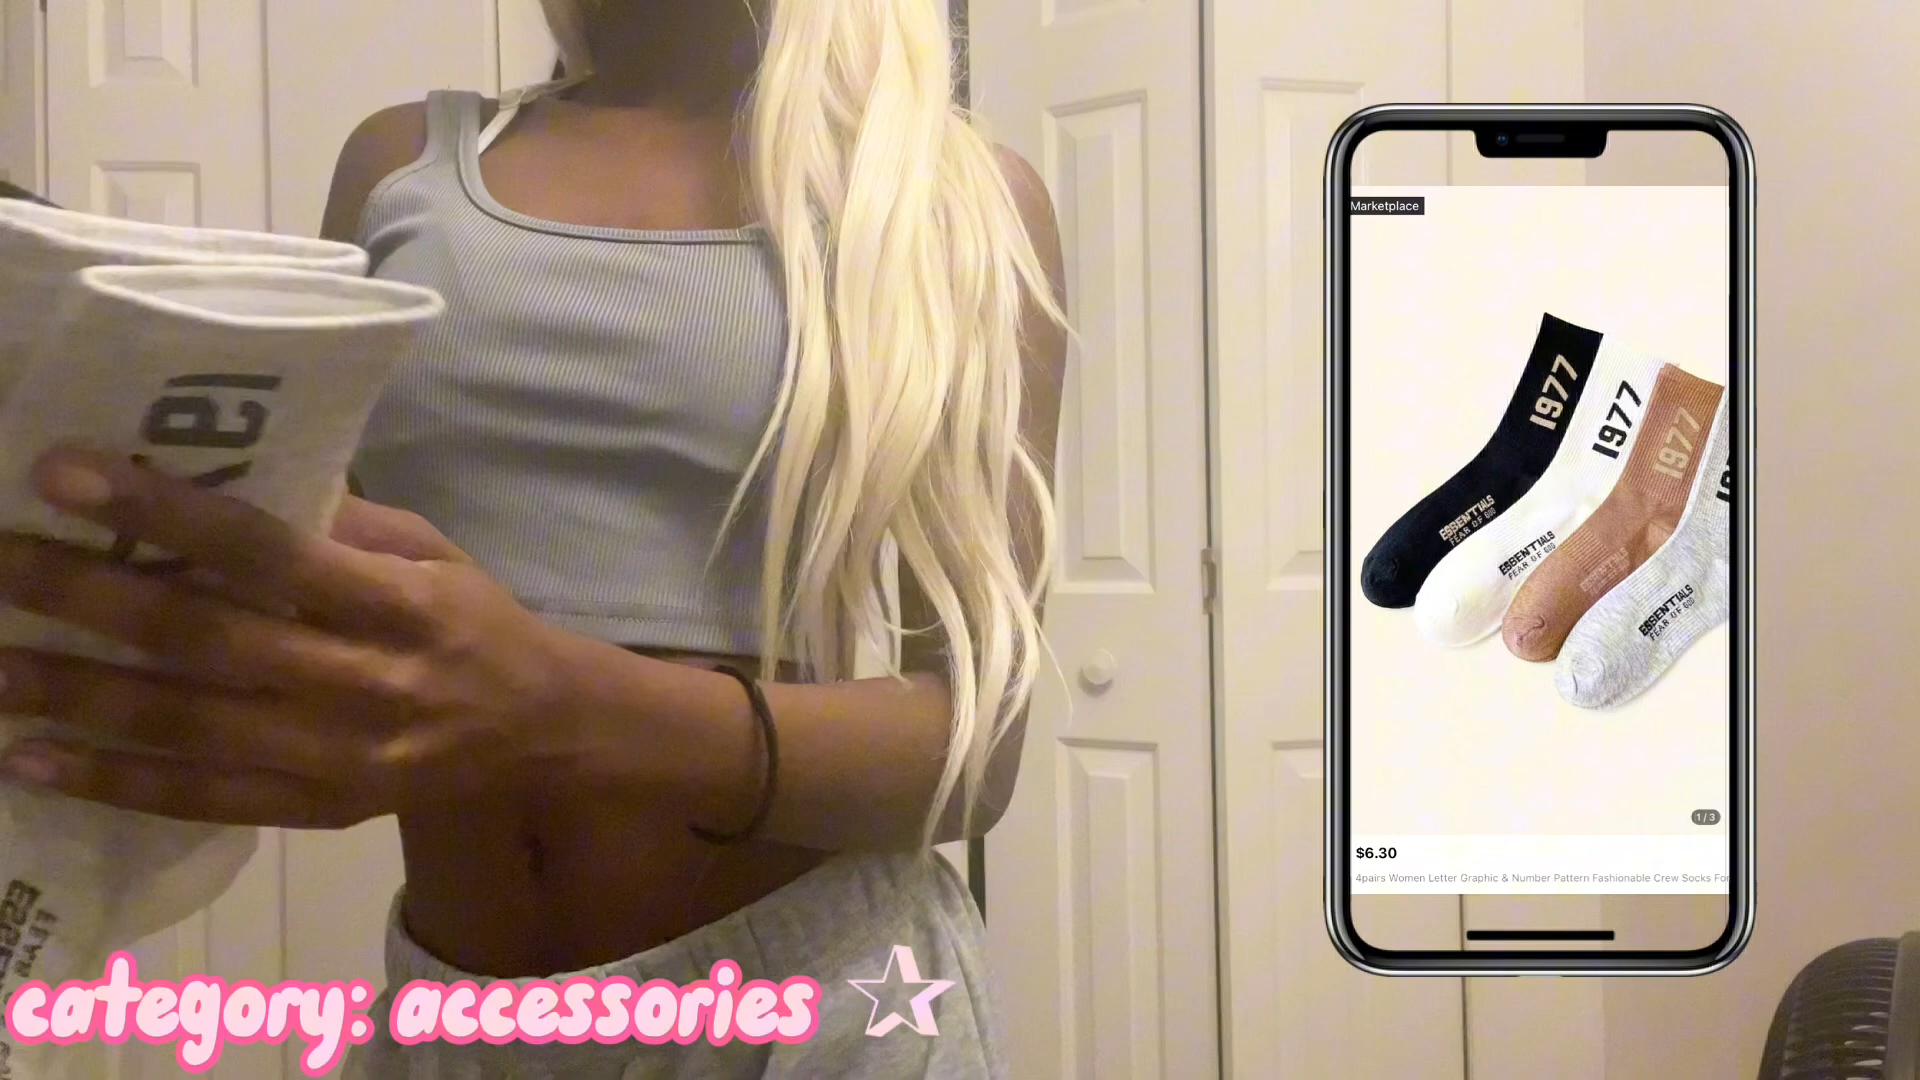 Marketplace
1977
1977
1977
ESSENTIALS
FEAR OF GOD
ESSENTIALS
FEAR OF GOD
ESSENTIALS
ESSENTIALS
FEAR OF GOD
1/3
$6.30
4pairs Women Letter Graphic & Number Pattern Fashionable Crew Socks For
category: accessories